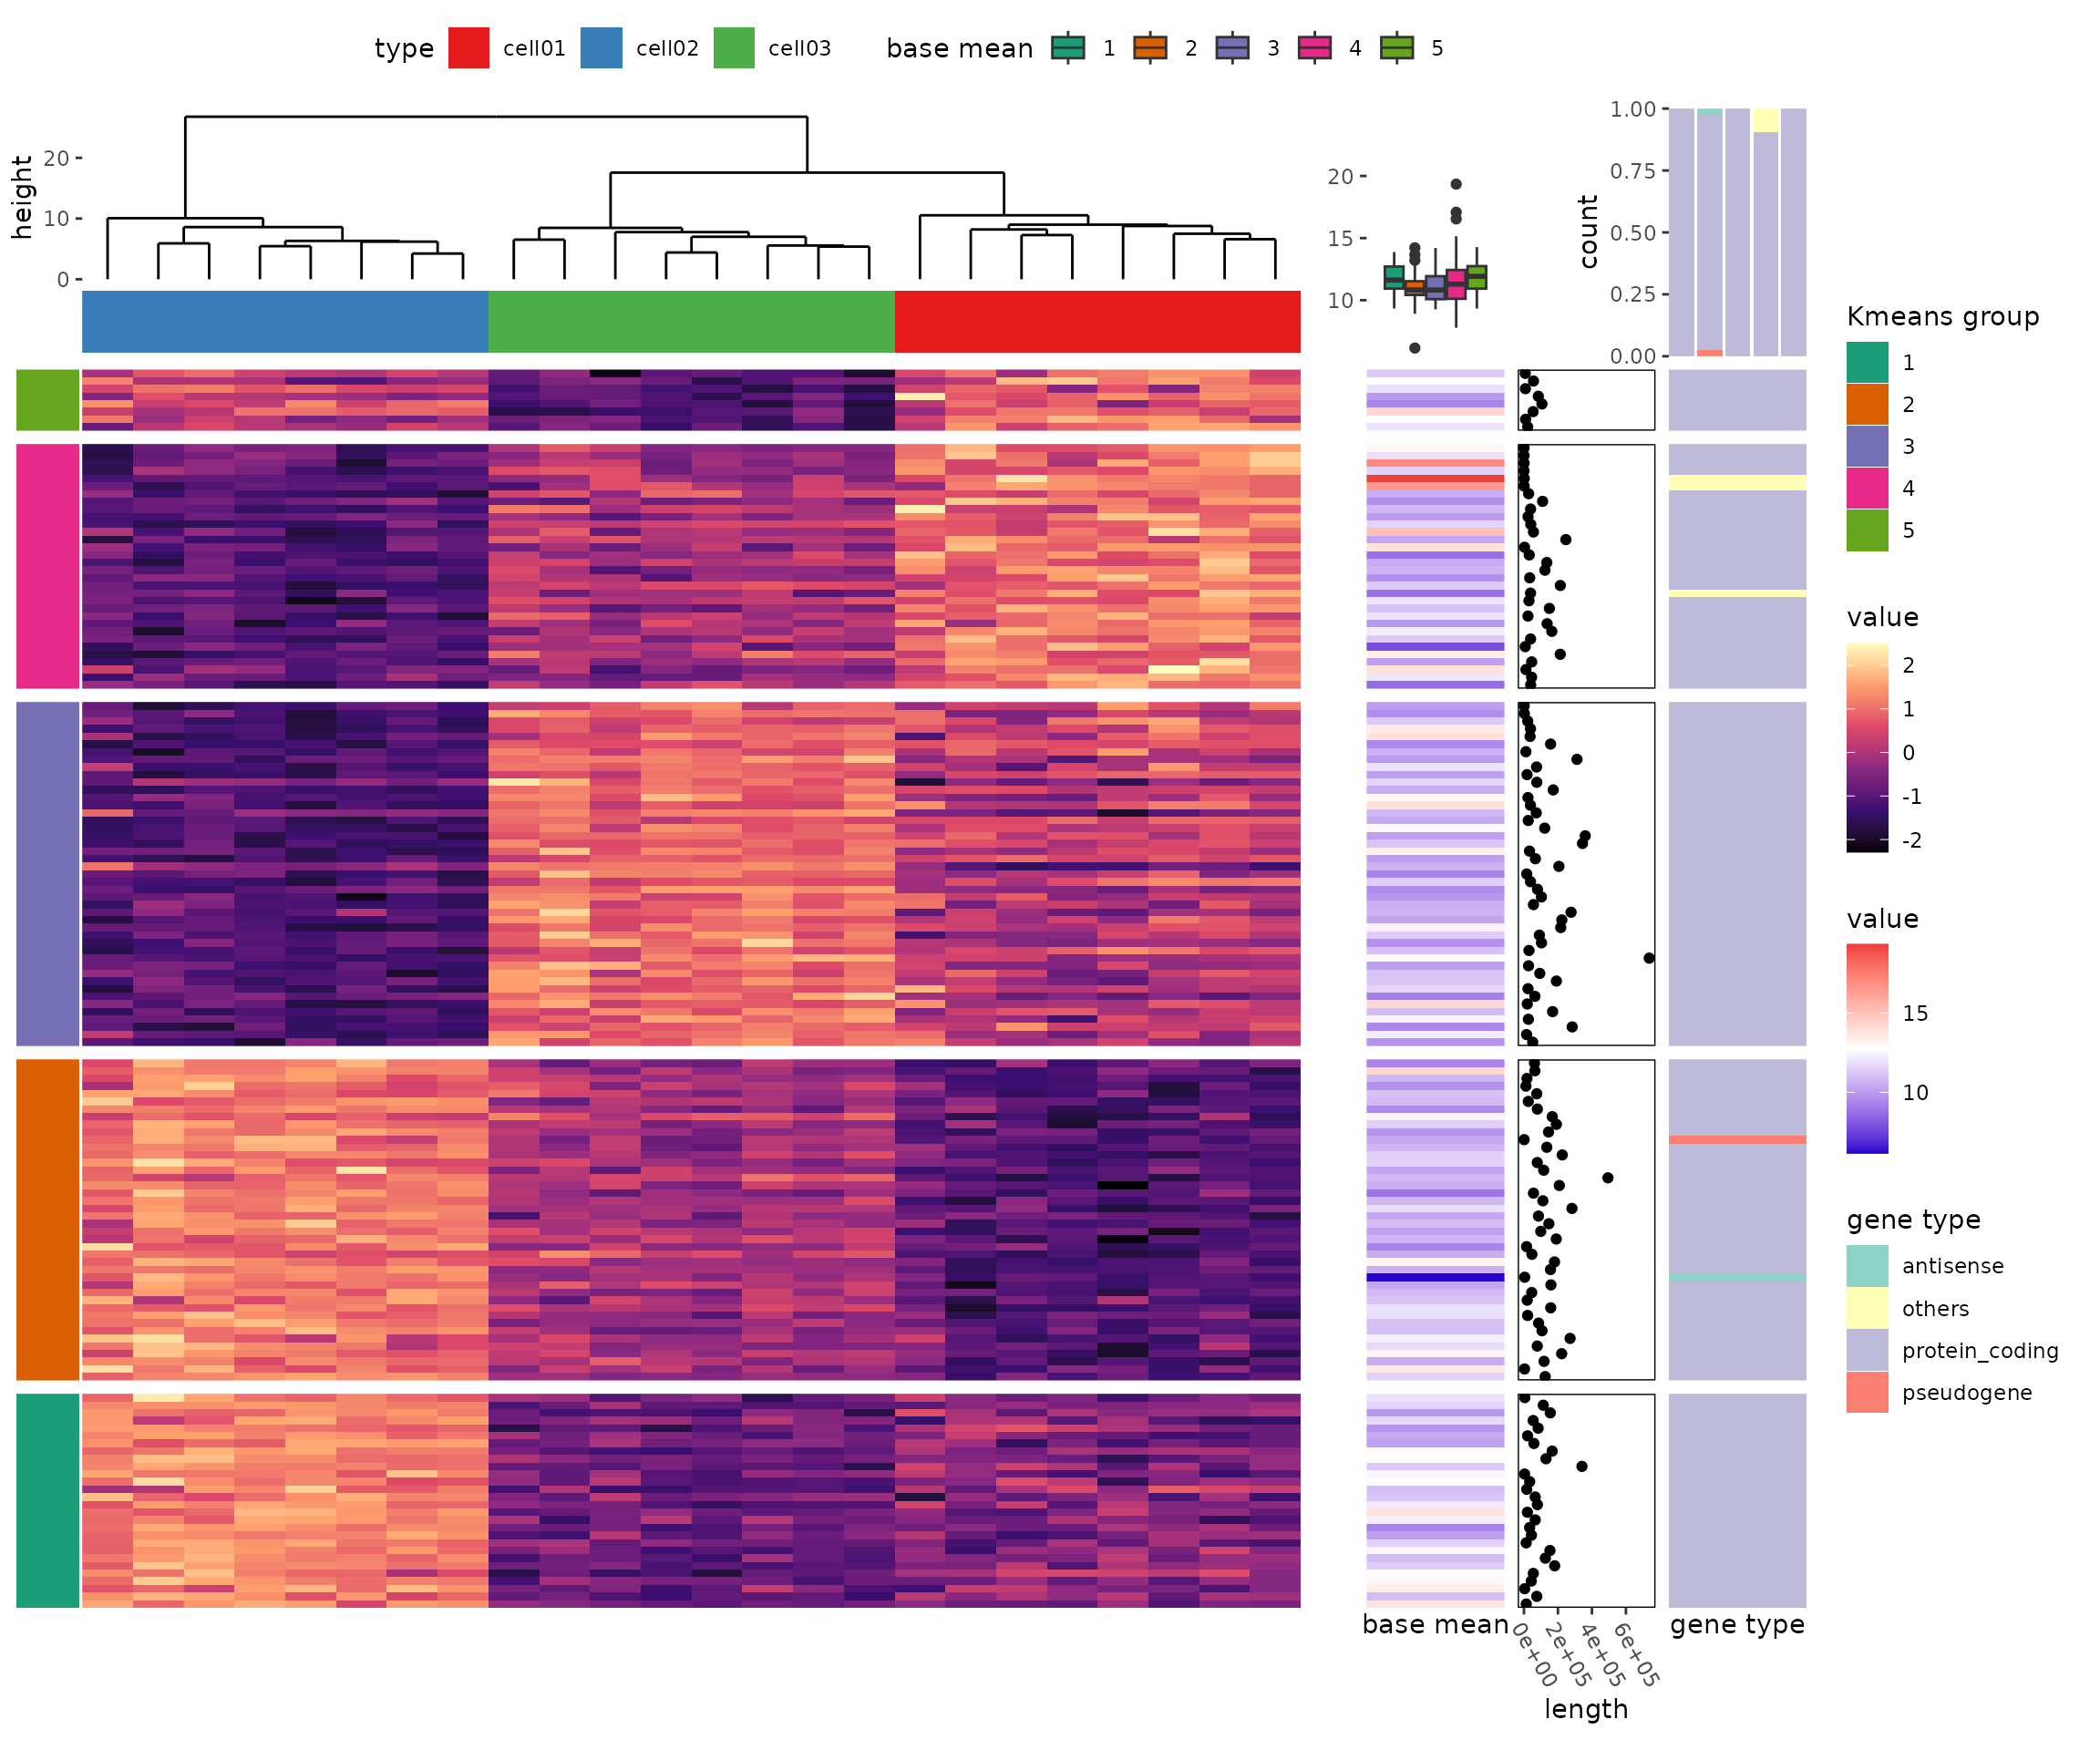 type cell01 cell02 cell03 base mean 1 2 3 4 5
height
20
10
0
20
15
10
count
1.00
0.75
0.50
0.25
0.00
Kmeans group
1
2
3
4
5
value
2
1
0
-1
-2
value
15
10
gene type
antisense
others
protein_coding
pseudogene
base mean
0e+00
2e+05
4e+05
6e+05
length
gene type